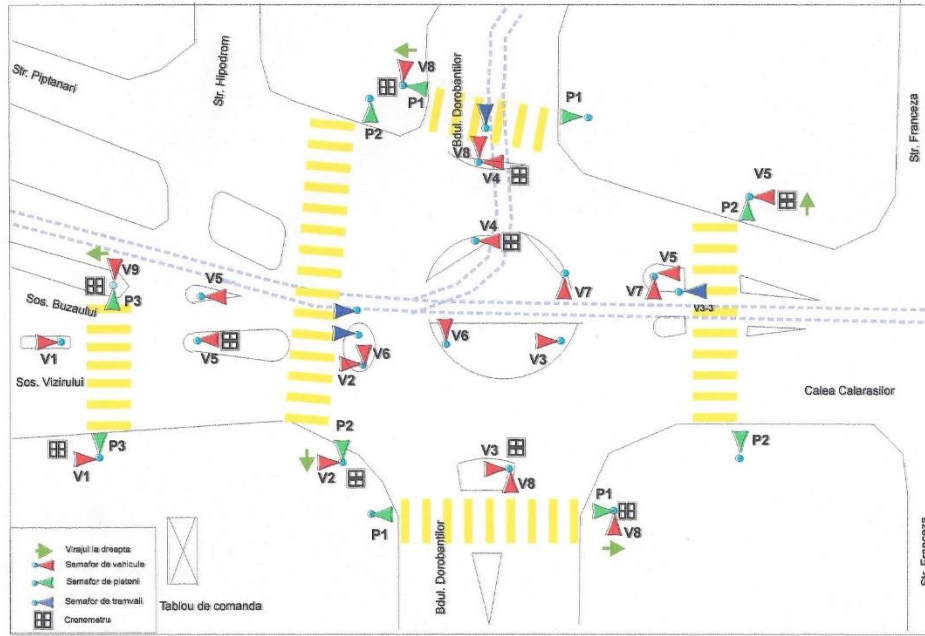 Str. Piptanari
Str. Hipodrom
V8
P1
P2
Bdul. Dorobantilor
V8
V4
P1
Str. Franceza
V5
P2
V4
V9
P3
V5
V5
V7
V7
V3-3
Sos. Buzaului
V1
V5
V6
V2
V6
V3
Sos. Vizirului
Calea Calarasilor
P3
V1
P2
V2
V3
V8
P2
P1
P1
V8
Bdul. Dorobantilor
Str. Franceza
Virajul la dreapta
Semafor de vehicule
Semafor de pietoni
Semafor de tramvaii
Cronometru
Tablou de comanda